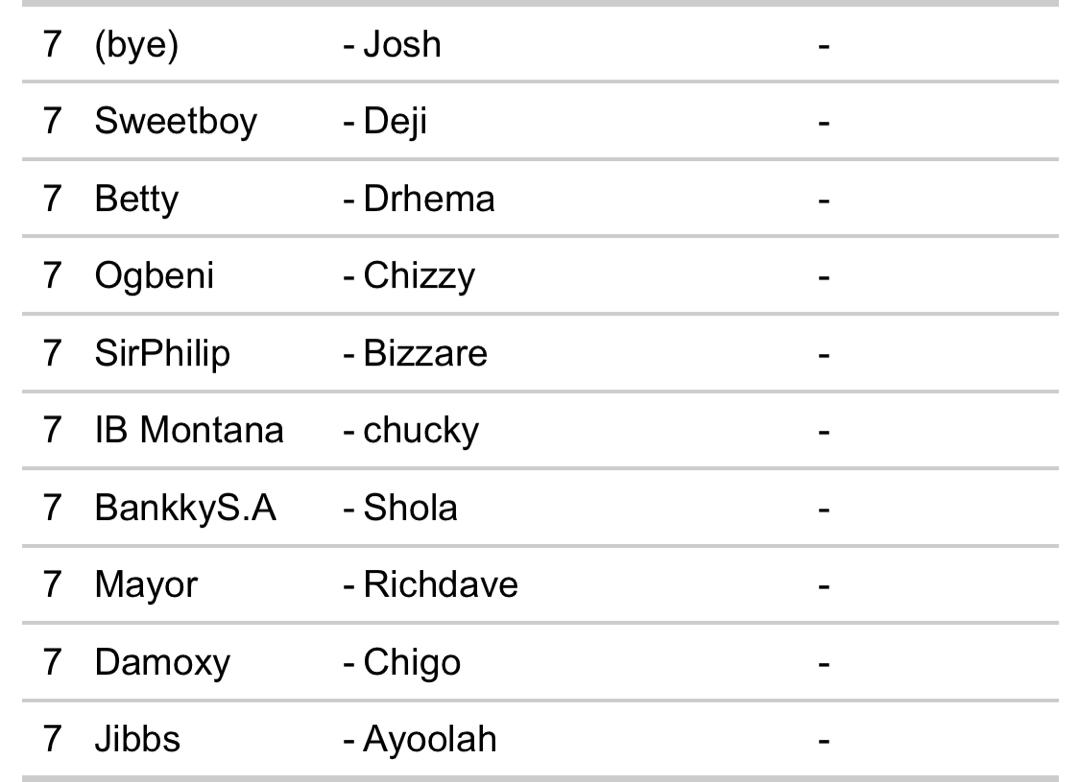 7 (bye) - Josh -
7 Sweetboy - Deji -
7 Betty - Drhema -
7 Ogbeni - Chizzy -
7 SirPhilip - Bizzare -
7 IB Montana - chucky -
7 BankkyS.A - Shola -
7 Mayor - Richdave -
7 Damoxy - Chigo -
7 Jibbs - Ayoolah -